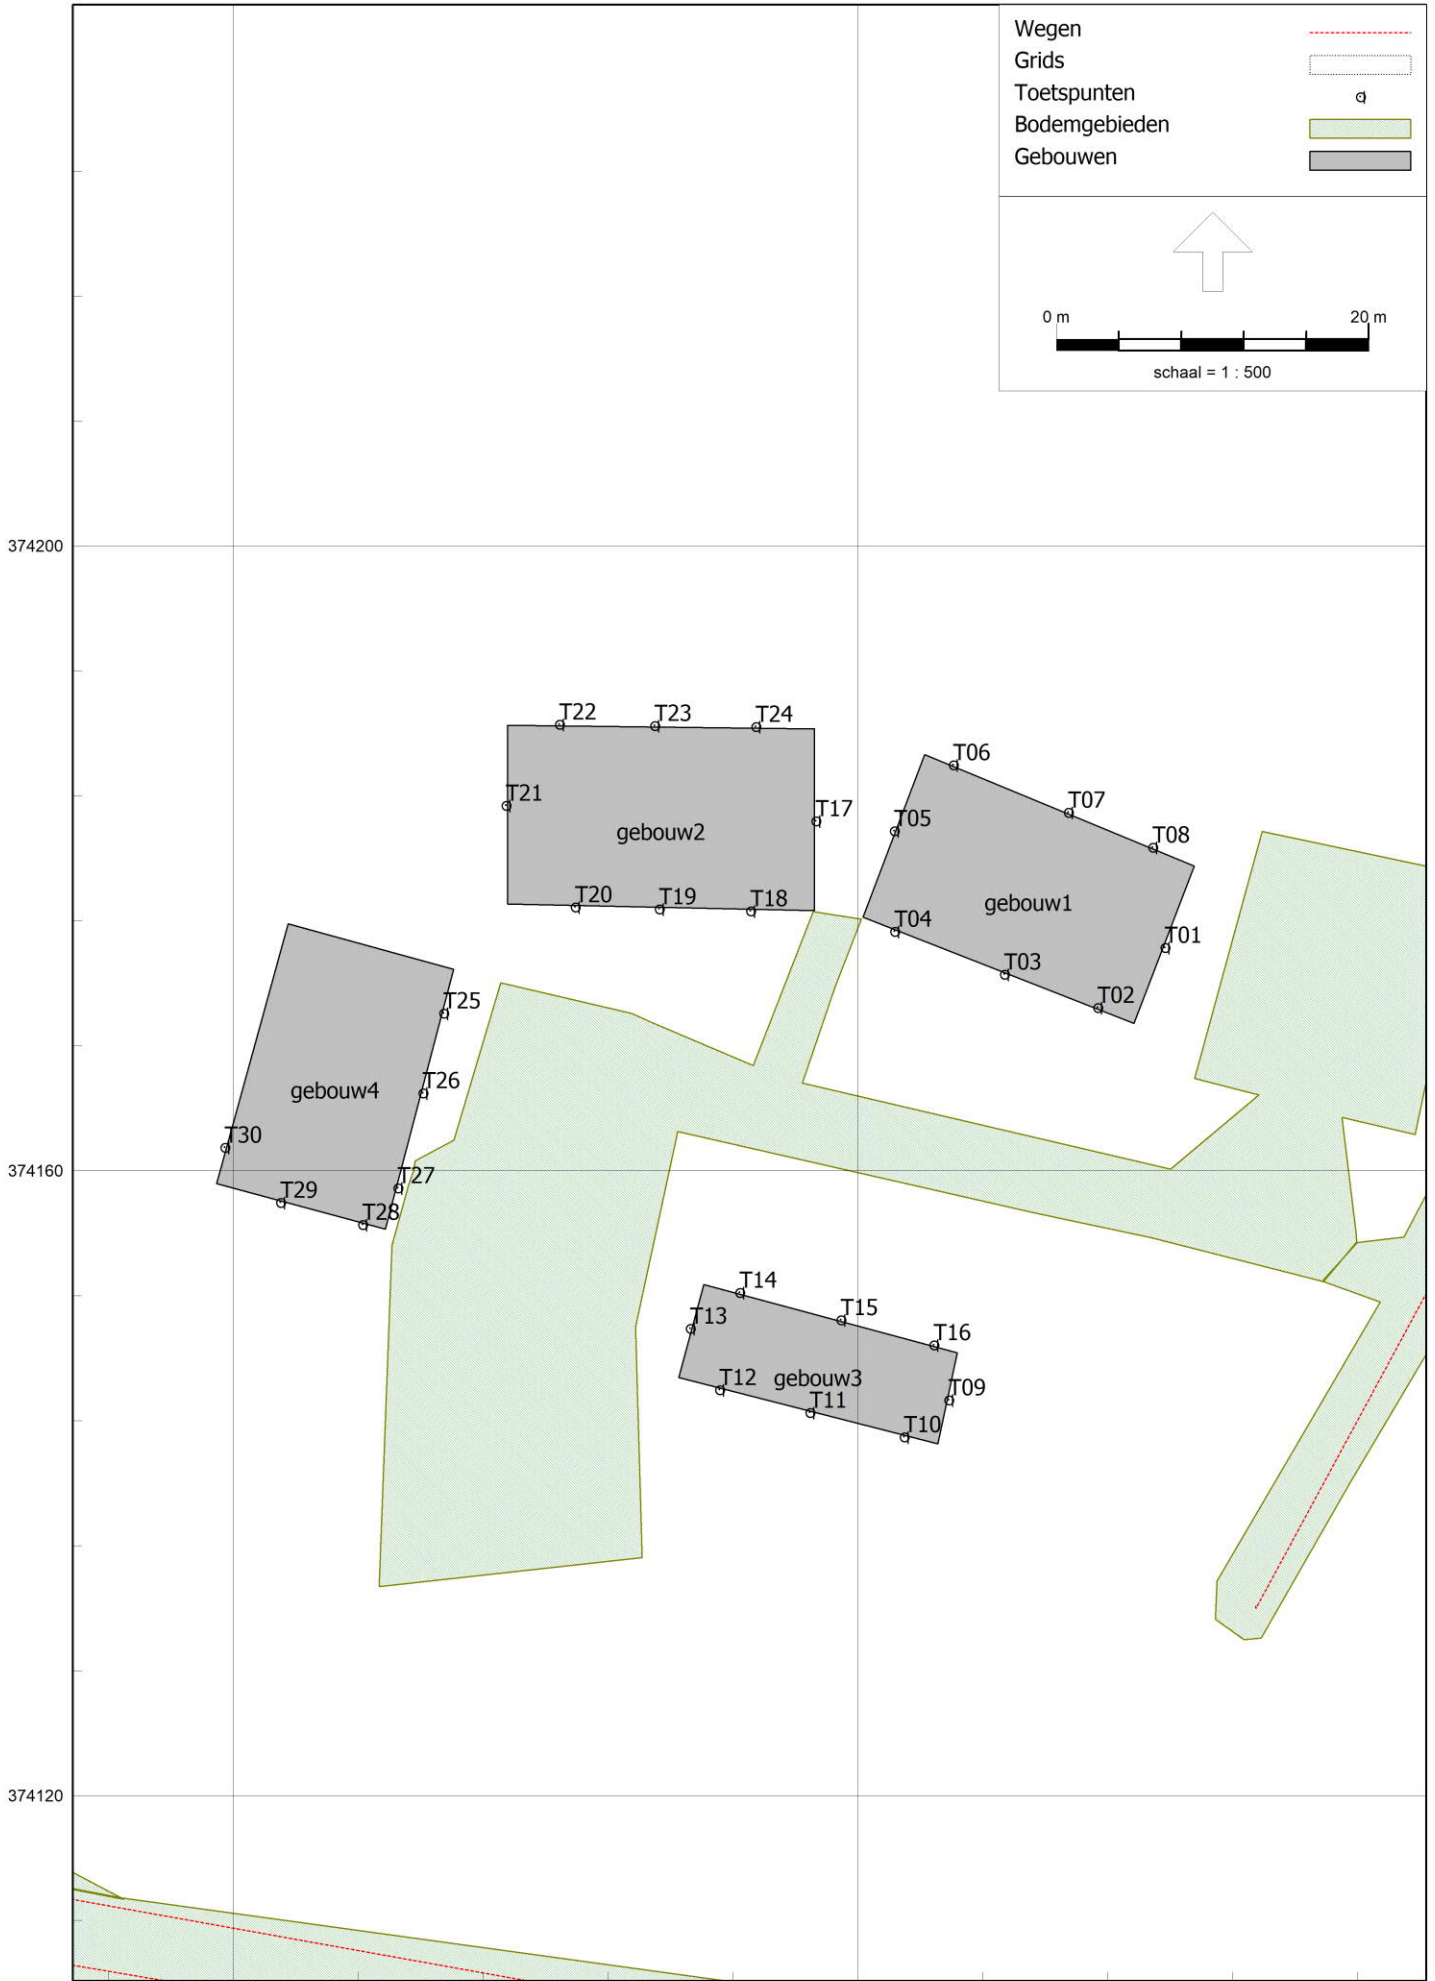 Wegen
Grids
Toetspunten
Bodemgebieden
Gebouwen
0 m 20 m
schaal = 1 : 500
374200
T22 T23 T24
T06
T21 T17 T07
gebouw2 T05 T08
T20 T19 T18 gebouw1
T04 T01
T03
T25 T02
gebouw4 T26
T30
374160
T29 T28 T27
T14
T13 T15
T16
T12 gebouw3 T09
T11
T10
374120